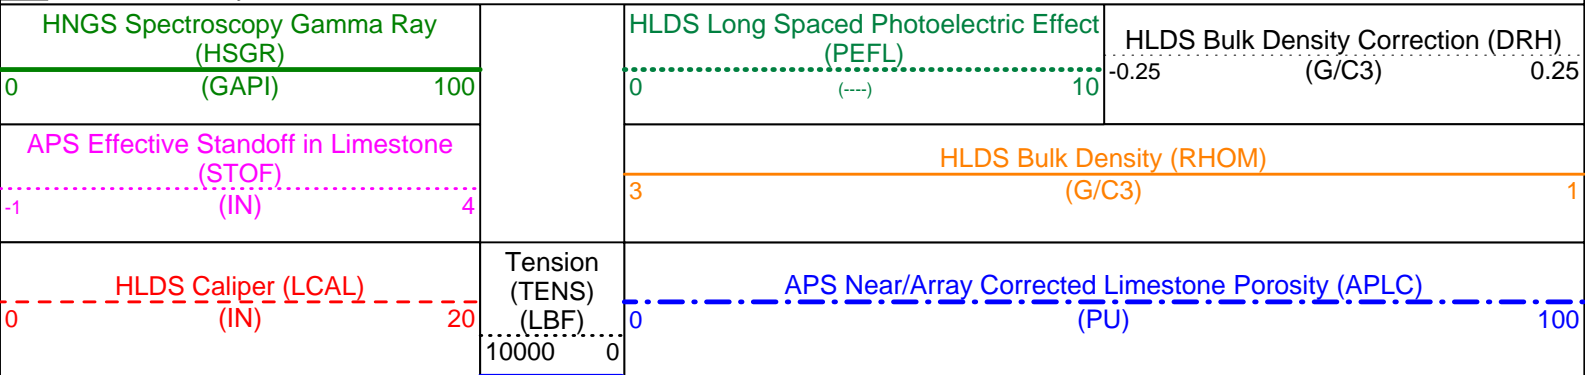 HNGS Spectroscopy Gamma Ray
(HSGR)
0 (GAPI) 100
HLDS Long Spaced Photoelectric Effect
(PEFL)
0 (----) 10
HLDS Bulk Density Correction (DRH)
-0.25 (G/C3) 0.25
APS Effective Standoff in Limestone
(STOF)
-1 (IN) 4
HLDS Bulk Density (RHOM)
3 (G/C3) 1
HLDS Caliper (LCAL)
0 (IN) 20
Tension
(TENS)
(LBF)
10000 0
APS Near/Array Corrected Limestone Porosity (APLC)
0 (PU) 100